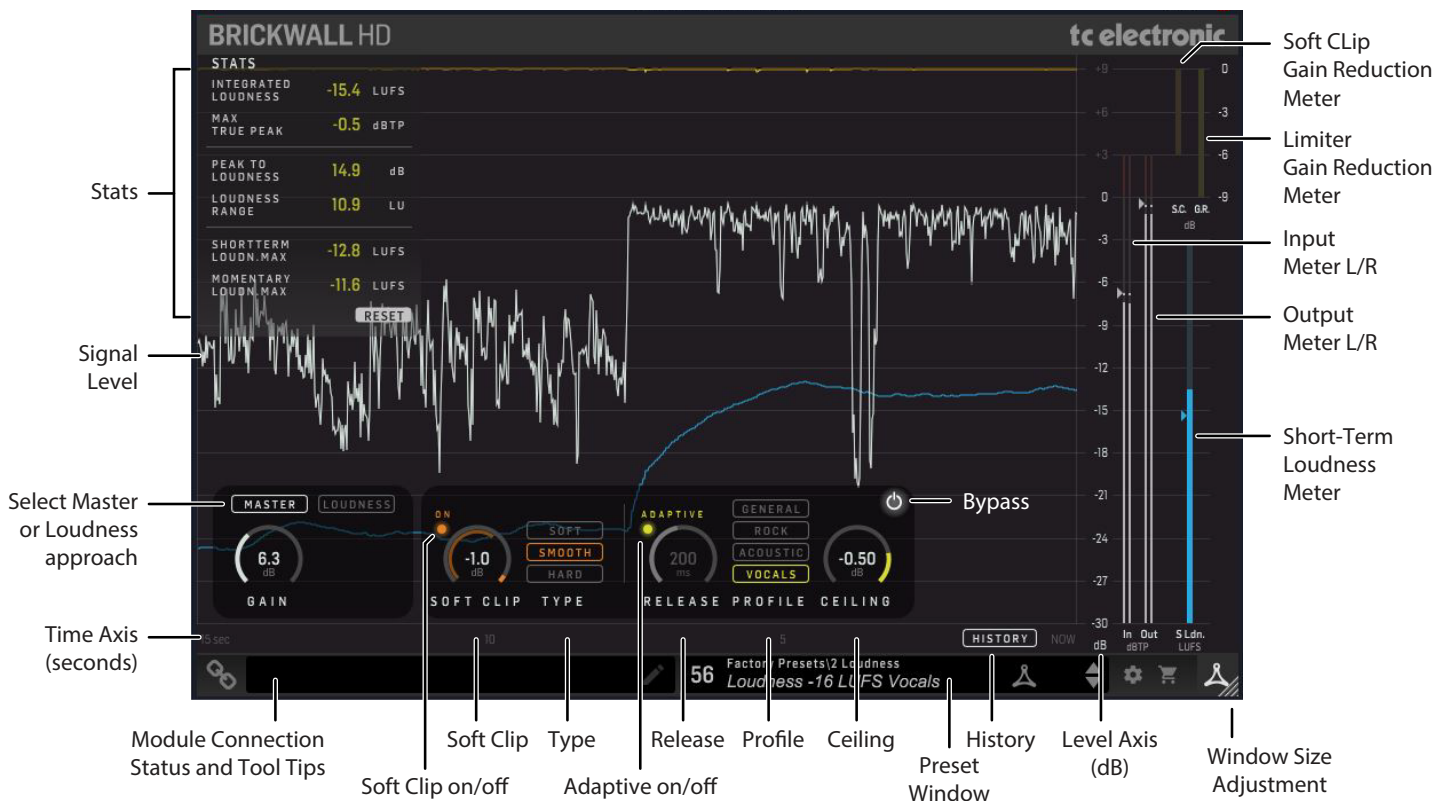 BRICKWALL HD
tc electronic
STATS
INTEGRATED
LOUDNESS
-15.4 LUFS
MAX
TRUE PEAK
-0.5 dBTP
PEAK TO
LOUDNESS
14.9 dB
LOUDNESS
RANGE
10.9 LU
SHORTTERM
LOUDN.MAX
-12.8 LUFS
MOMENTARY
LOUDN.MAX
-11.6 LUFS
RESET
Stats
Signal
Level
Select Master
or Loudness
approach
Time Axis
(seconds)
+9
+6
+3
0
-3
-6
-9
-12
-15
-18
-21
-24
-27
-30
dB
0
-3
-6
-9
S.C. G.R.
dB
In Out
dBTP
S Ldn.
LUFS
Soft CLip
Gain Reduction
Meter
Limiter
Gain Reduction
Meter
Input
Meter L/R
Output
Meter L/R
Short-Term
Loudness
Meter
Bypass
MASTER LOUDNESS
6.3
dB
GAIN
ON
-1.0
dB
SOFT CLIP
SOFT
SMOOTH
HARD
TYPE
ADAPTIVE
200
ms
RELEASE
GENERAL
ROCK
ACOUSTIC
VOCALS
PROFILE
-0.50
dB
CEILING
15 sec
10
5
HISTORY
NOW
56
Factory Presets\2 Loudness
Loudness -16 LUFS Vocals
Module Connection
Status and Tool Tips
Soft Clip on/off
Soft Clip
Type
Adaptive on/off
Release
Profile
Ceiling
Preset
Window
History
Level Axis
(dB)
Window Size
Adjustment